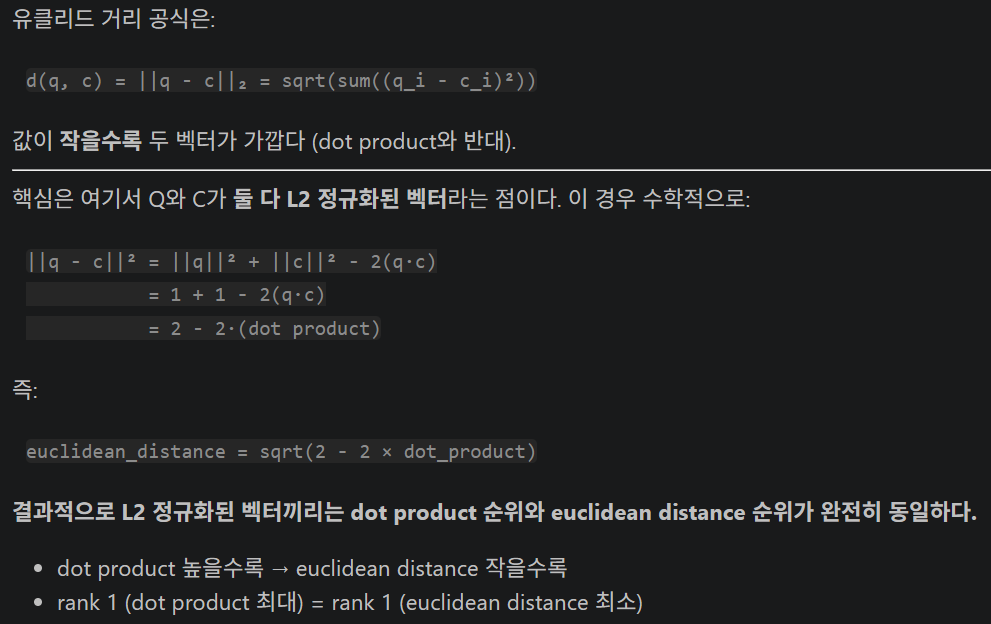 유클리드 거리 공식은:
d(q, c) = ||q - c||₂ = sqrt(sum((q_i - c_i)²))
값이 작을수록 두 벡터가 가깝다 (dot product와 반대).
핵심은 여기서 Q와 C가 둘 다 L2 정규화된 벡터라는 점이다. 이 경우 수학적으로:
||q - c||² = ||q||² + ||c||² - 2(q·c)
= 1 + 1 - 2(q·c)
= 2 - 2·(dot product)
즉:
euclidean_distance = sqrt(2 - 2 × dot_product)
결과적으로 L2 정규화된 벡터끼리는 dot product 순위와 euclidean distance 순위가 완전히 동일하다.
• dot product 높을수록 → euclidean distance 작을수록
• rank 1 (dot product 최대) = rank 1 (euclidean distance 최소)